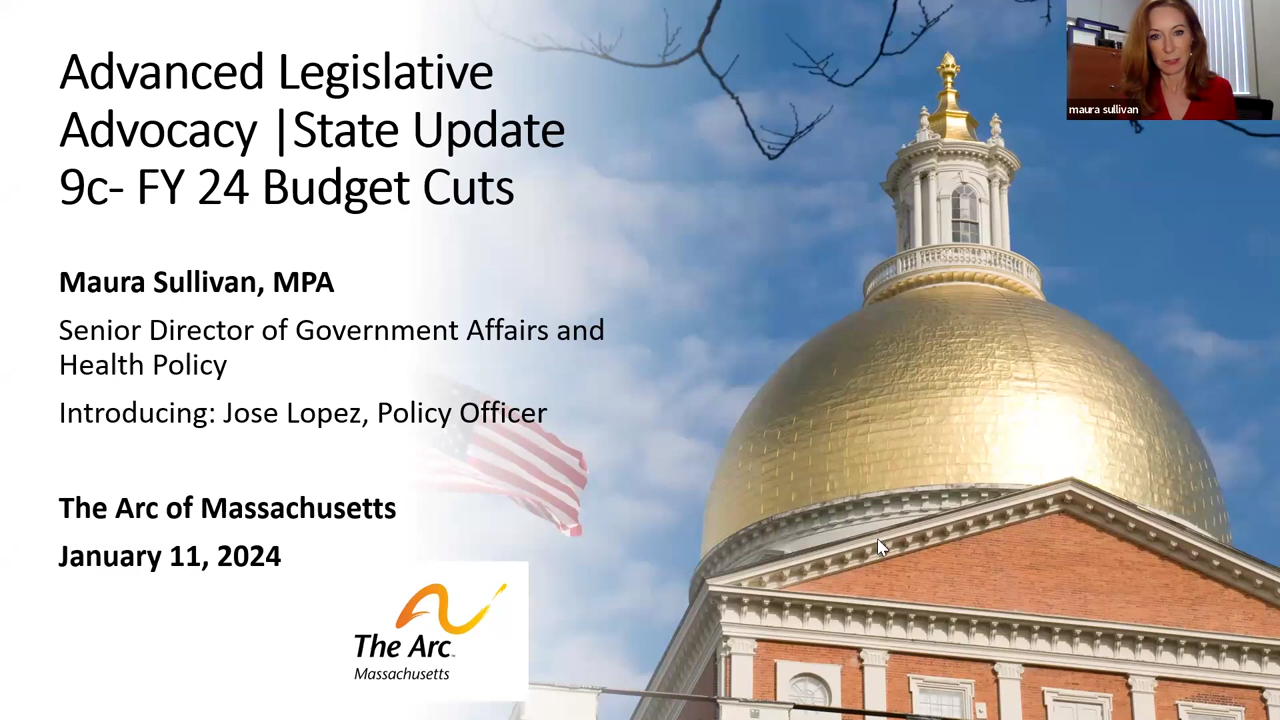 Advanced Legislative
Advocacy |State Update
9c- FY 24 Budget Cuts
maura sullivan
Maura Sullivan, MPA
Senior Director of Government Affairs and
Health Policy
Introducing: Jose Lopez, Policy Officer
The Arc of Massachusetts
January 11, 2024
The Arc
Massachusetts